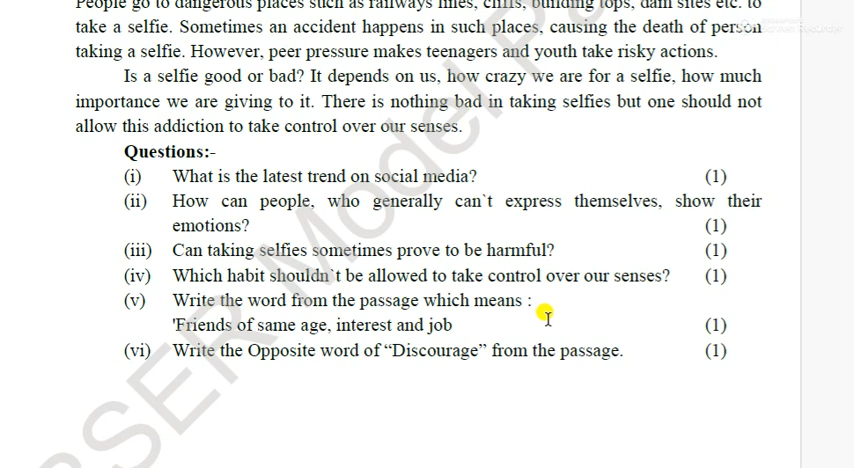 People go to dangerous places such as railways lines, cliffs, building tops, dam sites etc. to
take a selfie. Sometimes an accident happens in such places, causing the death of person
taking a selfie. However, peer pressure makes teenagers and youth take risky actions.
Is a selfie good or bad? It depends on us, how crazy we are for a selfie, how much
importance we are giving to it. There is nothing bad in taking selfies but one should not
allow this addiction to take control over our senses.
Questions:-
(i) What is the latest trend on social media? (1)
(ii) How can people, who generally can`t express themselves, show their
emotions? (1)
(iii) Can taking selfies sometimes prove to be harmful? (1)
(iv) Which habit shouldn`t be allowed to take control over our senses? (1)
(v) Write the word from the passage which means :
'Friends of same age, interest and job (1)
(vi) Write the Opposite word of “Discourage” from the passage. (1)
RBSER Model Pa